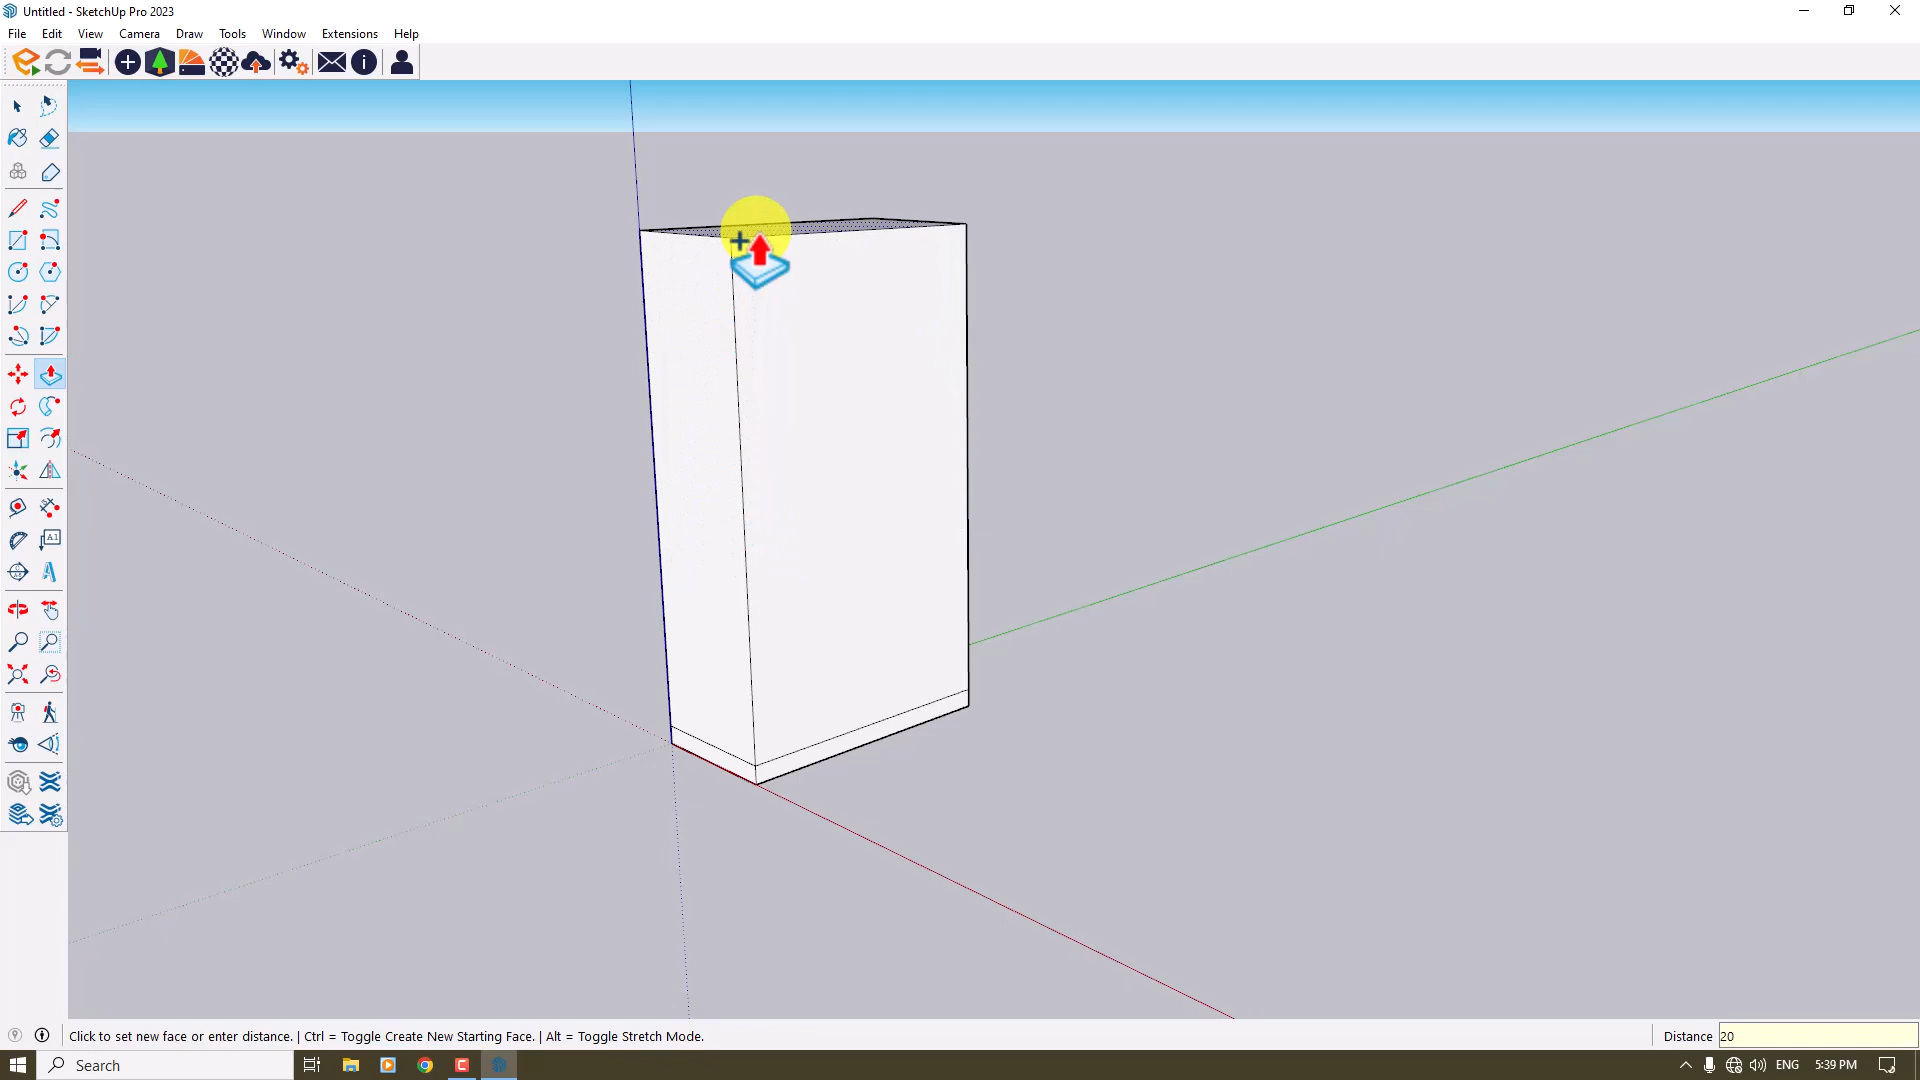 Untitled - SketchUp Pro 2023
File Edit View Camera Draw Tools Window Extensions Help
A1
Click to set new face or enter distance. | Ctrl = Toggle Create New Starting Face. | Alt = Toggle Stretch Mode.
Distance 20
Search
ENG 5:39 PM